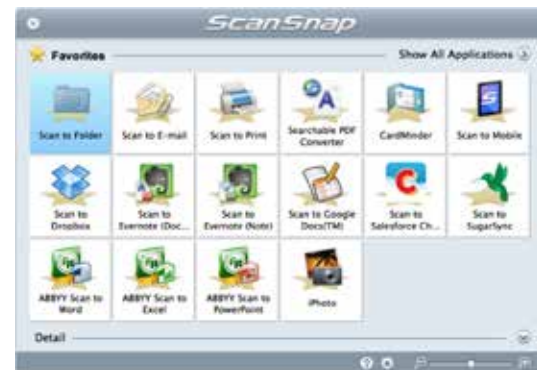 ScanSnap
Favorites
Show All Applications
Scan to Folder
Scan to E-mail
Scan to Print
Searchable PDF
Converter
CardMinder
Scan to Mobile
Scan to
Dropbox
Scan to
Evernote (Doc...
Scan to
Evernote (Note)
Scan to Google
Docs(TM)
Scan to
Salesforce Ch...
Scan to
SugarSync
ABBYY Scan to
Word
ABBYY Scan to
Excel
ABBYY Scan to
PowerPoint
iPhoto
Detail